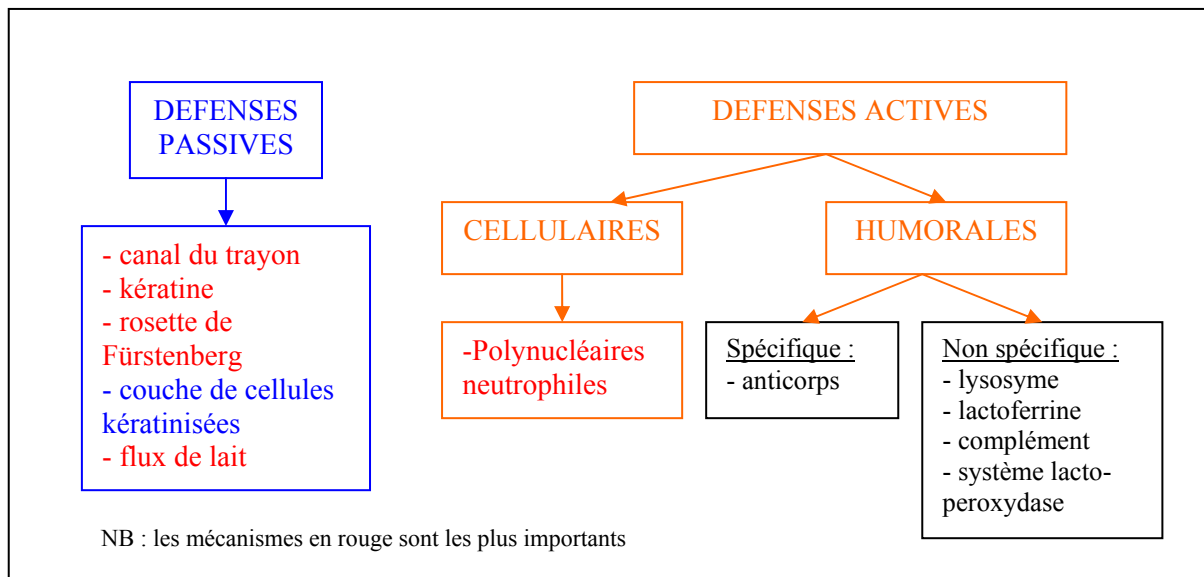 DEFENSES
PASSIVES
- canal du trayon
- kératine
- rosette de
Fürstenberg
- couche de cellules
kératinisées
- flux de lait
DEFENSES ACTIVES
CELLULAIRES
-Polynucléaires
neutrophiles
HUMORALES
Spécifique :
- anticorps
Non spécifique :
- lysosyme
- lactoferrine
- complément
- système lacto-
peroxydase
NB : les mécanismes en rouge sont les plus importants